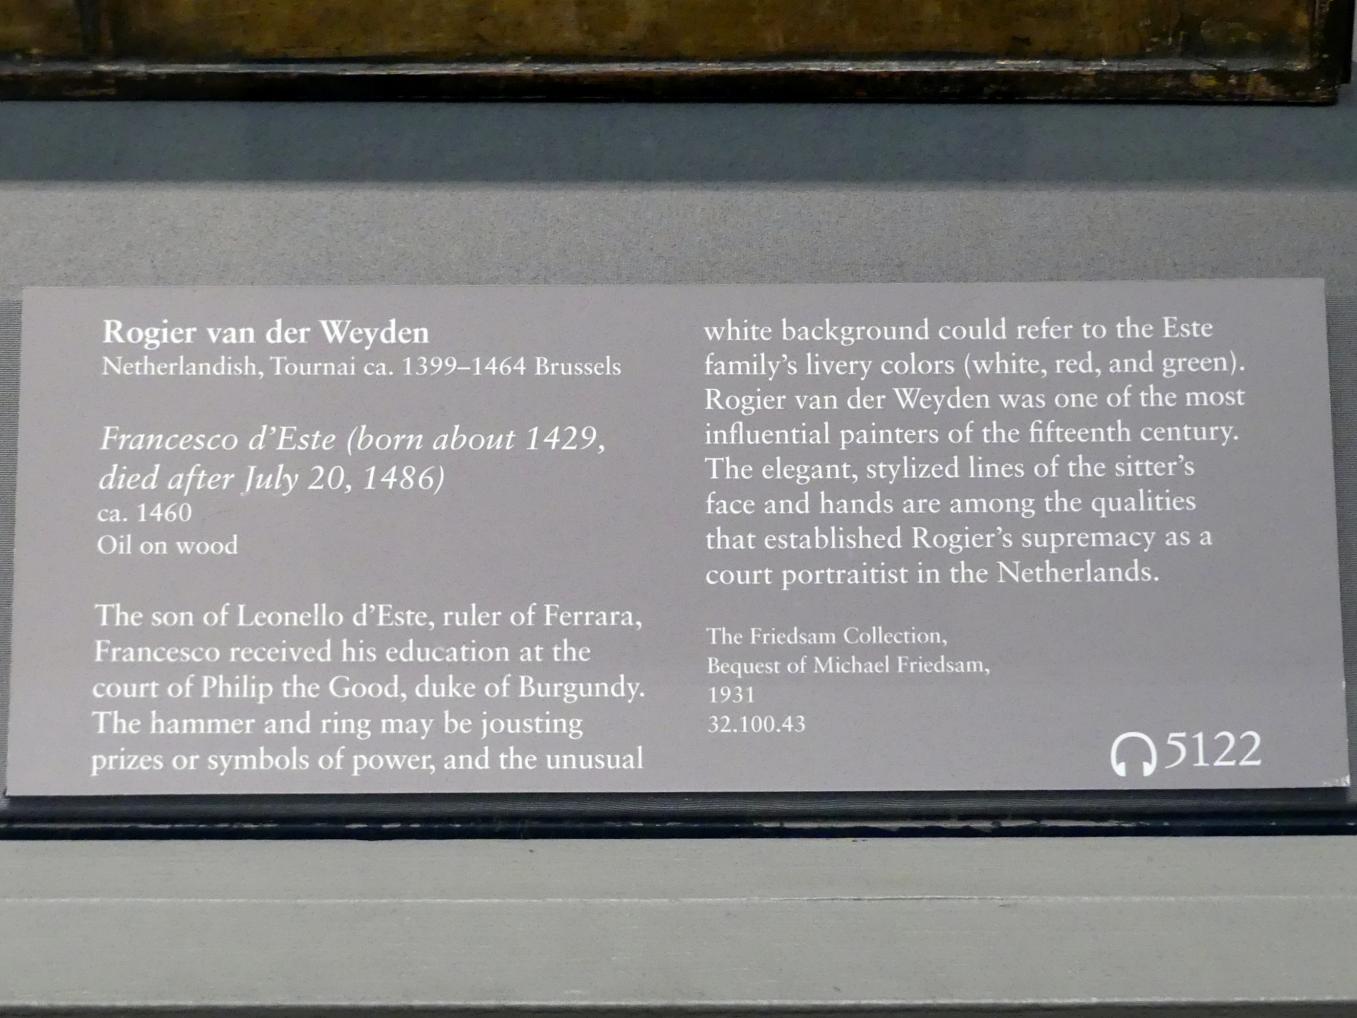 Rogier van der Weyden
Netherlandish, Tournai ca. 1399–1464 Brussels
Francesco d'Este (born about 1429,
died after July 20, 1486)
ca. 1460
Oil on wood
The son of Leonello d'Este, ruler of Ferrara,
Francesco received his education at the
court of Philip the Good, duke of Burgundy.
The hammer and ring may be jousting
prizes or symbols of power, and the unusual
white background could refer to the Este
family's livery colors (white, red, and green).
Rogier van der Weyden was one of the most
influential painters of the fifteenth century.
The elegant, stylized lines of the sitter's
face and hands are among the qualities
that established Rogier's supremacy as a
court portraitist in the Netherlands.
The Friedsam Collection,
Bequest of Michael Friedsam,
1931
32.100.43
5122